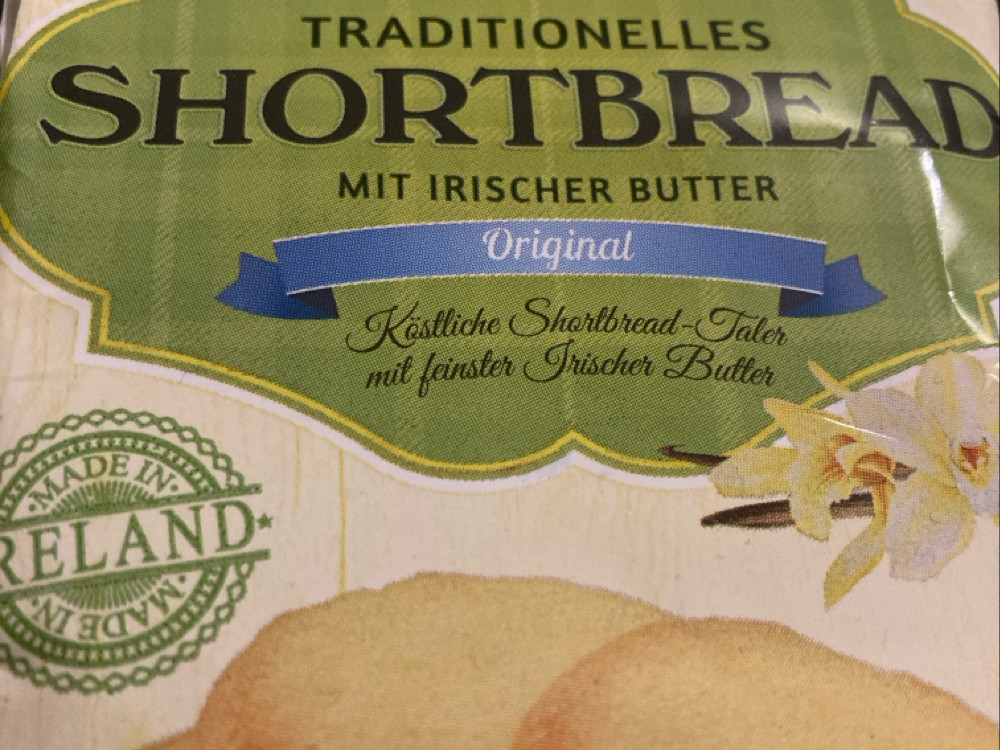 TRADITIONELLES
SHORTBREAD
MIT IRISCHER BUTTER
Original
Köstliche Shortbread-Taler
mit feinster Irischer Butter
MADE IN
RELAND
MADE IN